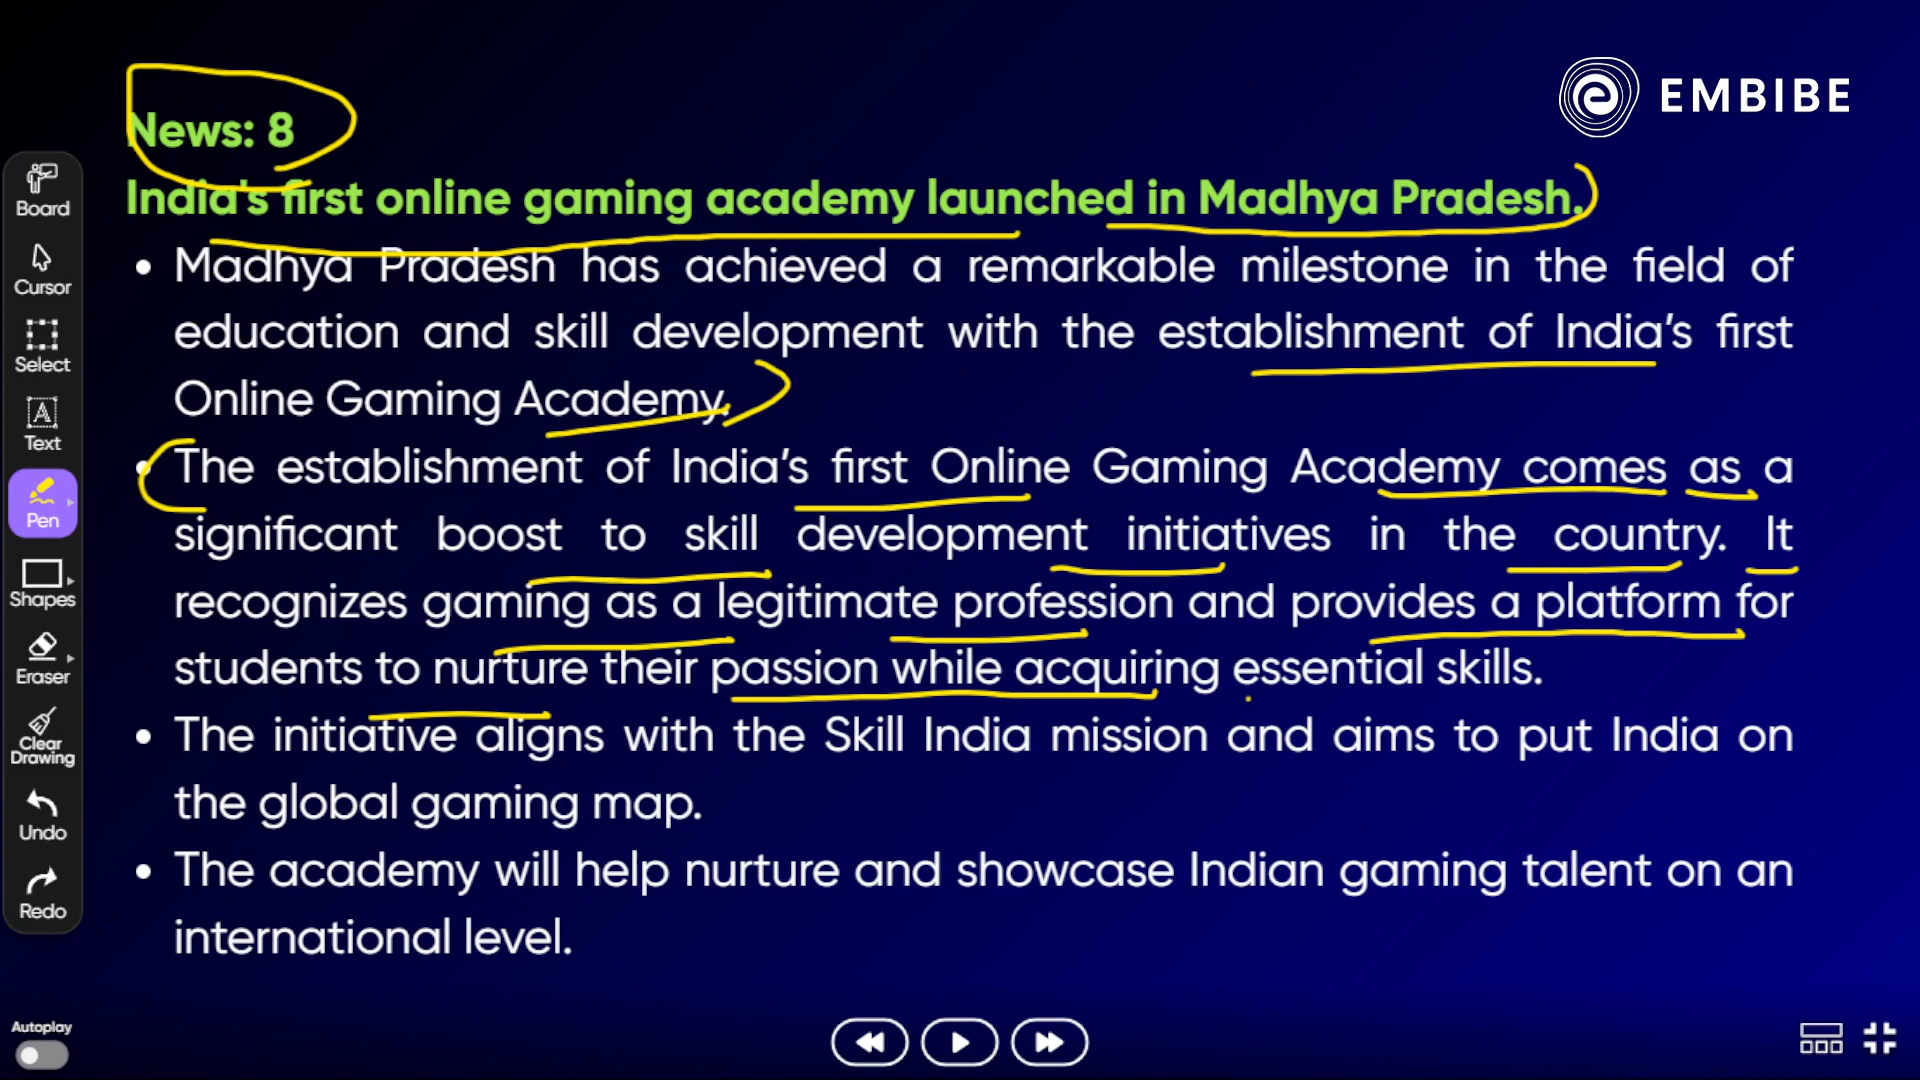 EMBIBE
News: 8
India's first online gaming academy launched in Madhya Pradesh.
• Madhya Pradesh has achieved a remarkable milestone in the field of
education and skill development with the establishment of India's first
Online Gaming Academy.
• The establishment of India's first Online Gaming Academy comes as a
significant boost to skill development initiatives in the country. It
recognizes gaming as a legitimate profession and provides a platform for
students to nurture their passion while acquiring essential skills.
• The initiative aligns with the Skill India mission and aims to put India on
the global gaming map.
• The academy will help nurture and showcase Indian gaming talent on an
international level.
Board
Cursor
Select
A
Text
Pen
Shapes
Eraser
Clear
Drawing
Undo
Redo
Autoplay